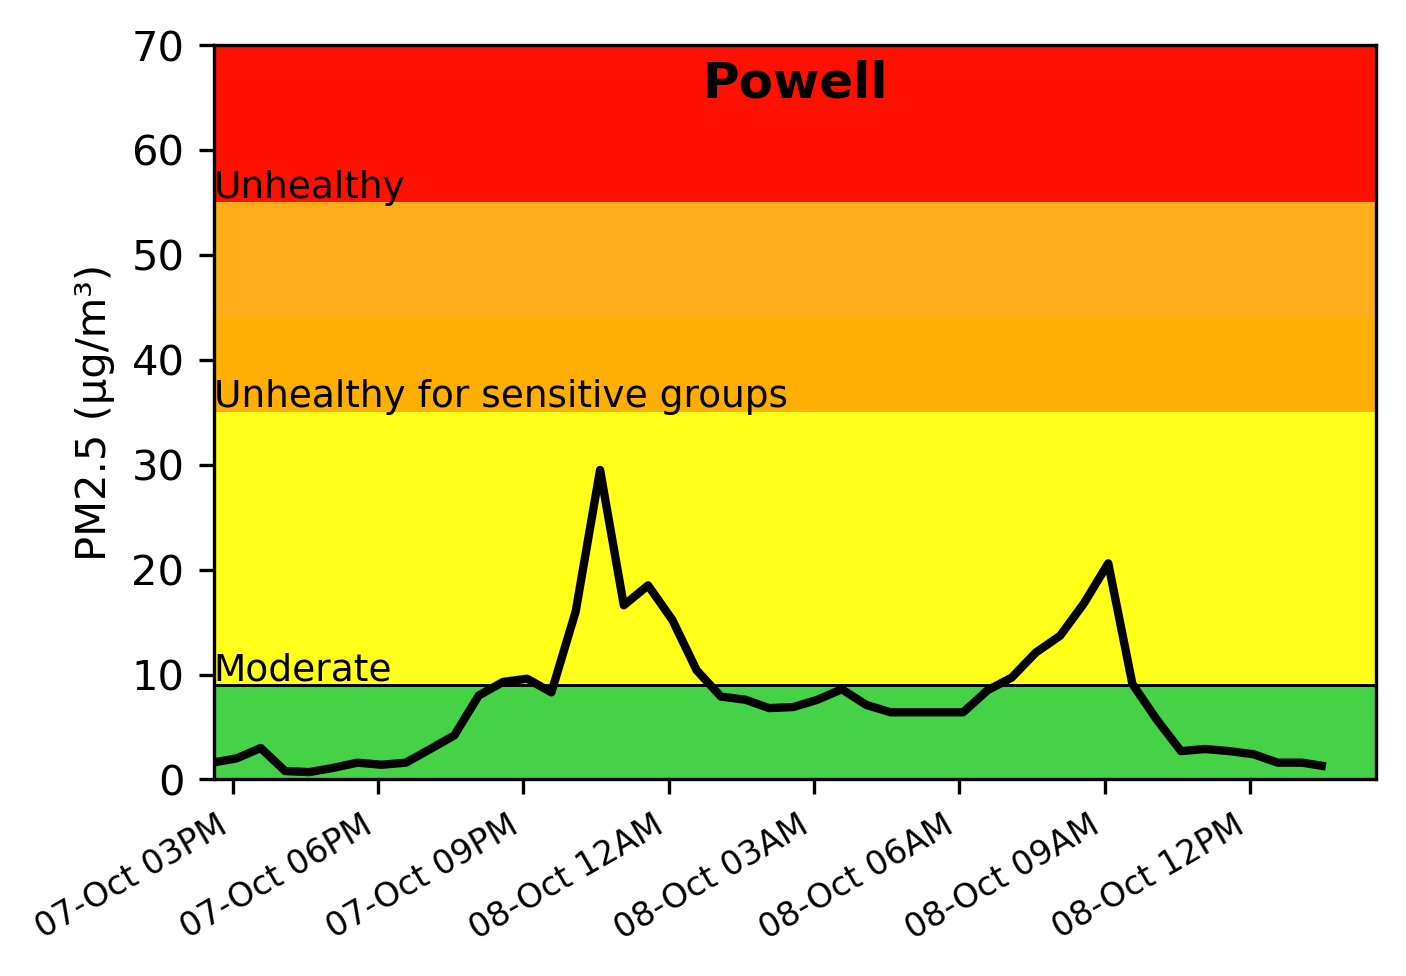 Powell
70
60
50
40
30
20
10
0
PM2.5 (µg/m³)
Unhealthy
Unhealthy for sensitive groups
Moderate
07-Oct 03PM
07-Oct 06PM
07-Oct 09PM
08-Oct 12AM
08-Oct 03AM
08-Oct 06AM
08-Oct 09AM
08-Oct 12PM